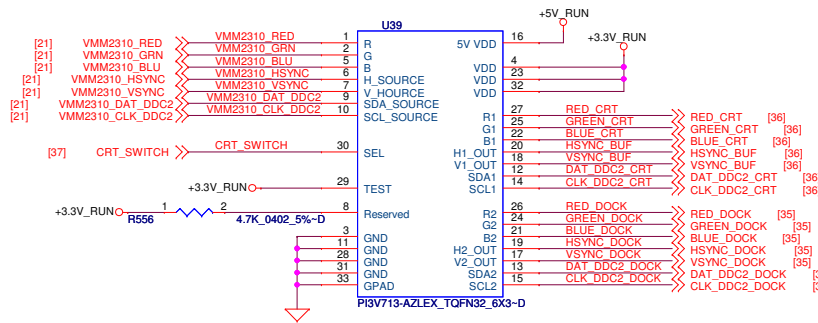 U39
+5V_RUN
+3.3V_RUN
[21] VMM2310_RED VMM2310_RED 1 R
[21] VMM2310_GRN VMM2310_GRN 2 G
[21] VMM2310_BLU VMM2310_BLU 5 B
[21] VMM2310_HSYNC VMM2310_HSYNC 6 H_SOURCE
[21] VMM2310_VSYNC VMM2310_VSYNC 7 V_HOURCE
[21] VMM2310_DAT_DDC2 VMM2310_DAT_DDC2 9 SDA_SOURCE
[21] VMM2310_CLK_DDC2 VMM2310_CLK_DDC2 10 SCL_SOURCE
[37] CRT_SWITCH CRT_SWITCH 30 SEL
+3.3V_RUN 29 TEST
+3.3V_RUN 1 2 8 Reserved
R556 4.7K_0402_5%~D
3 GND
11 GND
28 GND
31 GND
33 GPAD
5V VDD 16
VDD 4
VDD 23
VDD 32
R1 27 RED_CRT RED_CRT [36]
G1 25 GREEN_CRT GREEN_CRT [36]
B1 22 BLUE_CRT BLUE_CRT [36]
H1_OUT 20 HSYNC_BUF HSYNC_BUF [36]
V1_OUT 18 VSYNC_BUF VSYNC_BUF [36]
SDA1 12 DAT_DDC2_CRT DAT_DDC2_CRT [36]
SCL1 14 CLK_DDC2_CRT CLK_DDC2_CRT [36]
R2 26 RED_DOCK RED_DOCK [35]
G2 24 GREEN_DOCK GREEN_DOCK [35]
B2 21 BLUE_DOCK BLUE_DOCK [35]
H2_OUT 19 HSYNC_DOCK HSYNC_DOCK [35]
V2_OUT 17 VSYNC_DOCK VSYNC_DOCK [35]
SDA2 13 DAT_DDC2_DOCK DAT_DDC2_DOCK
SCL2 15 CLK_DDC2_DOCK CLK_DDC2_DOCK
PI3V713-AZLEX_TQFN32_6X3~D